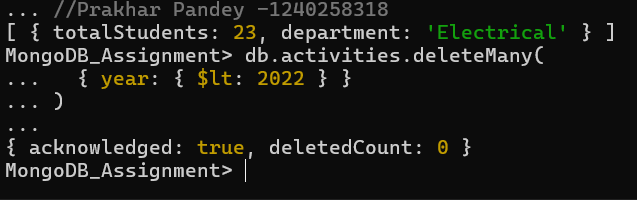 ... //Prakhar Pandey -1240258318
[ { totalStudents: 23, department: 'Electrical' } ]
MongoDB_Assignment> db.activities.deleteMany(
...   { year: { $lt: 2022 } }
... )
...
{ acknowledged: true, deletedCount: 0 }
MongoDB_Assignment>